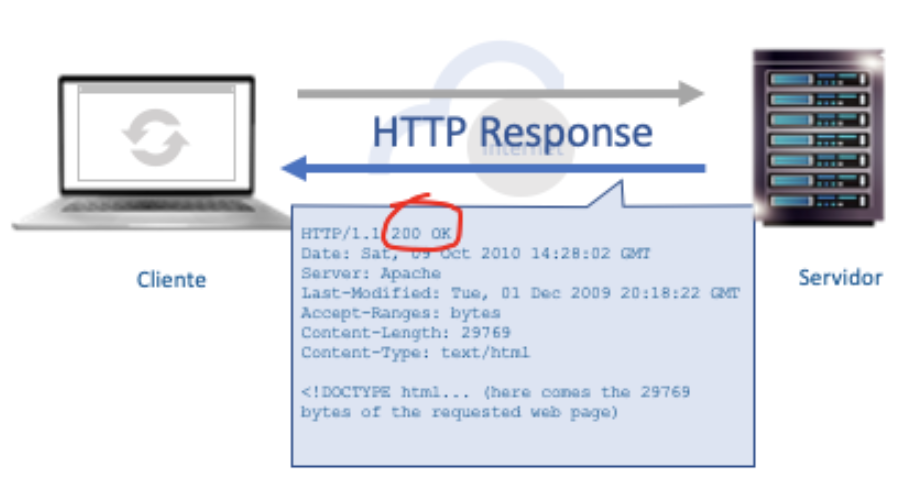 HTTP Response
Internet
HTTP/1.1 200 OK
Date: Sat, 09 Oct 2010 14:28:02 GMT
Server: Apache
Last-Modified: Tue, 01 Dec 2009 20:18:22 GMT
Accept-Ranges: bytes
Content-Length: 29769
Content-Type: text/html
<!DOCTYPE html... (here comes the 29769
bytes of the requested web page)
Cliente
Servidor